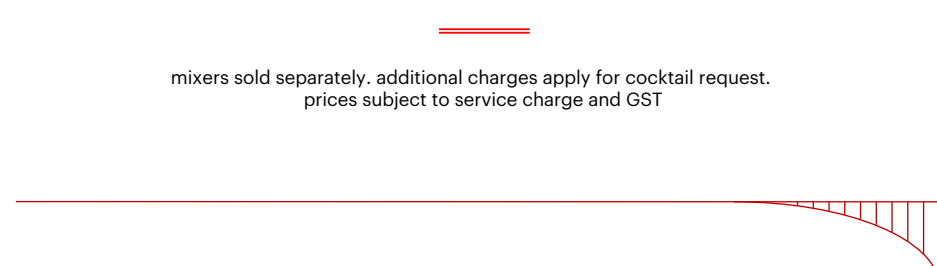 mixers sold separately. additional charges apply for cocktail request.
prices subject to service charge and GST